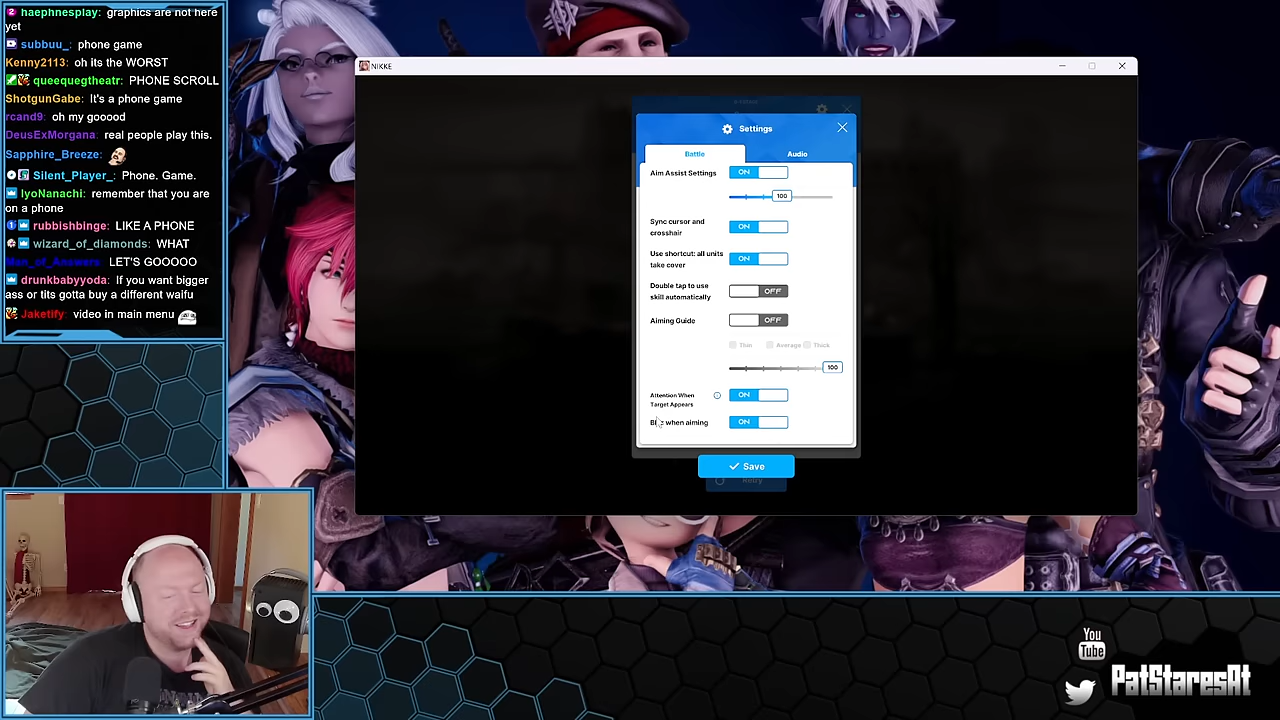 haephnesplay: graphics are not here
yet
subbuu_: phone game
Kenny2113: oh its the WORST
queequegtheatr: PHONE SCROLL
ShotgunGabe: It's a phone game
rcand9: oh my gooood
DeusExMorgana: real people play this.
Sapphire_Breeze:
Silent_Player_: Phone. Game.
IyoNanachi: remember that you are
on a phone
rubbishbinge: LIKE A PHONE
wizard_of_diamonds: WHAT
Man_of_Answers: LET'S GOOOOO
drunkbabyyoda: If you want bigger
ass or tits gotta buy a different waifu
Jaketify: video in main menu
NIKKE
Settings
Battle
Audio
Aim Assist Settings
ON
100
Sync cursor and
crosshair
ON
Use shortcut: all units
take cover
ON
Double tap to use
skill automatically
OFF
Aiming Guide
OFF
Thin
Average
Thick
100
Attention When
Target Appears
ON
when aiming
ON
Save
Retry
You
Tube
PatStaresAt